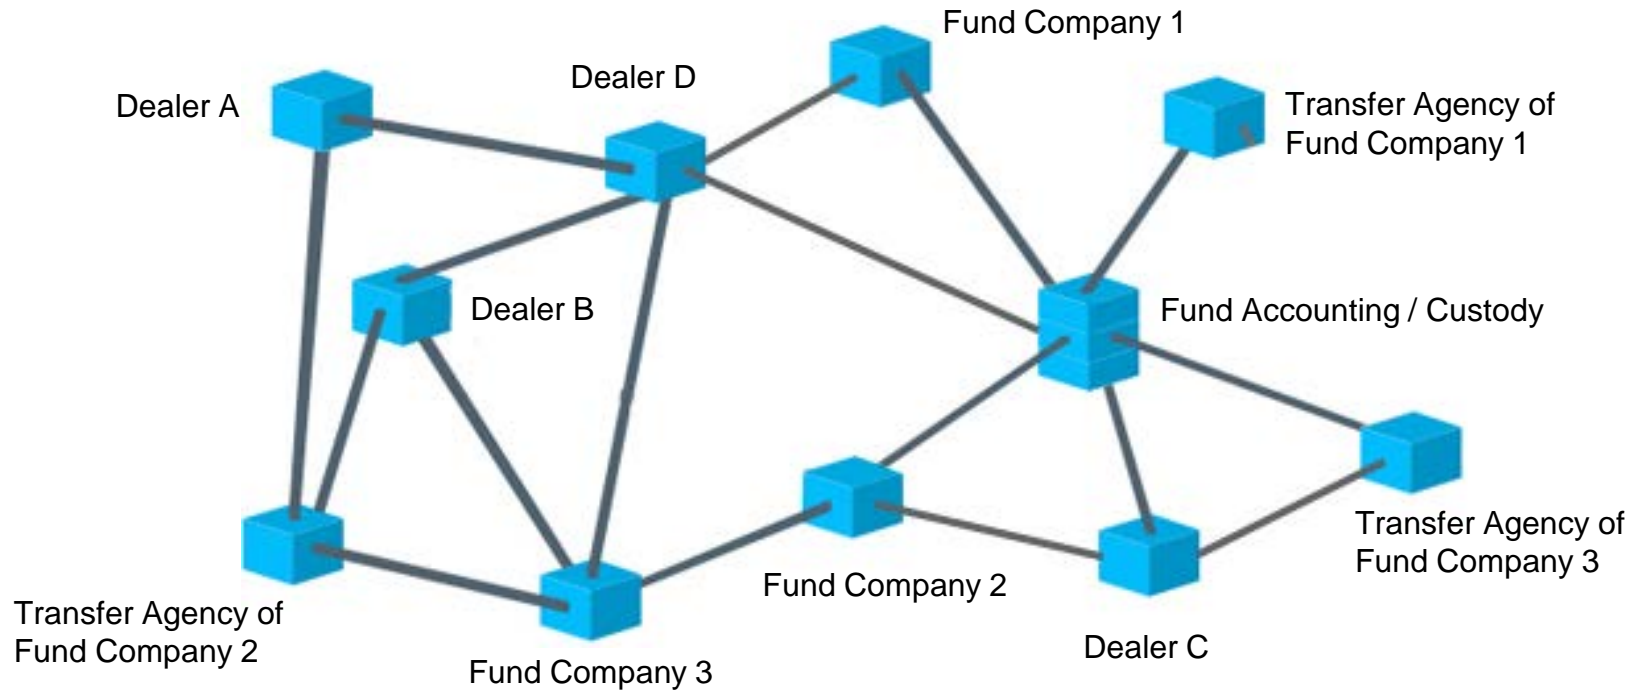 Fund Company 1
Dealer D
Dealer A
Transfer Agency of
Fund Company 1
Dealer B
Fund Accounting / Custody
Transfer Agency of
Fund Company 3
Fund Company 2
Transfer Agency of
Fund Company 2
Dealer C
Fund Company 3